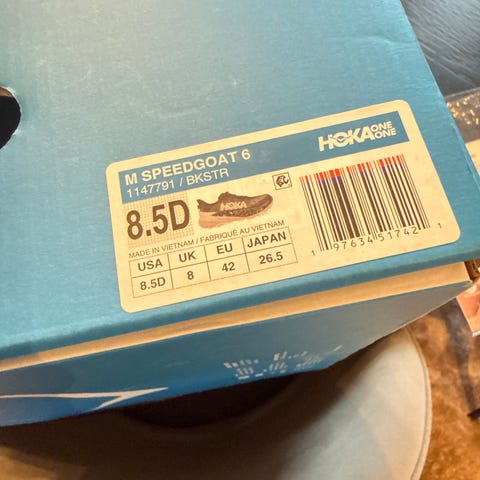 M SPEEDGOAT 6
1147791 / BKSTR
HOKA ONE ONE
8.5D
HOKA
MADE IN VIETNAM / FABRIQUÉ AU VIETNAM
USA UK EU JAPAN
8.5D 8 42 26.5
1 97634 51742 1